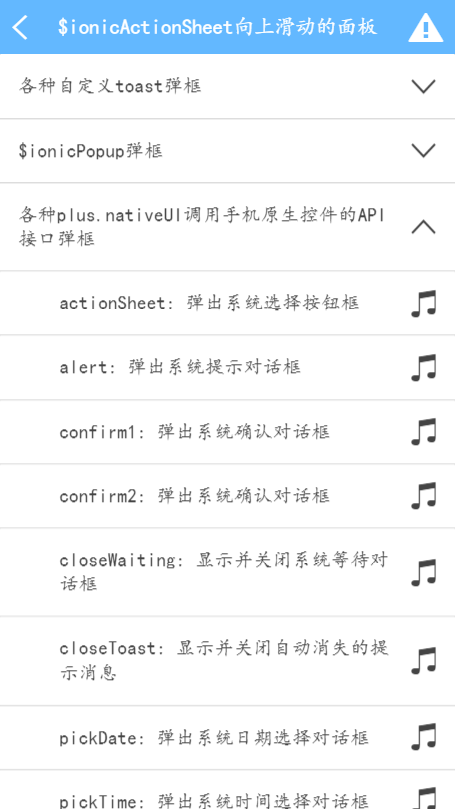 $ionicActionSheet向上滑动的面板
各种自定义toast弹框
$ionicPopup弹框
各种plus.nativeUI调用手机原生控件的API
接口弹框
actionSheet: 弹出系统选择按钮框
alert: 弹出系统提示对话框
confirm1: 弹出系统确认对话框
confirm2: 弹出系统确认对话框
closeWaiting: 显示并关闭系统等待对
话框
closeToast: 显示并关闭自动消失的提
示消息
pickDate: 弹出系统日期选择对话框
pickTime: 弹出系统时间选择对话框